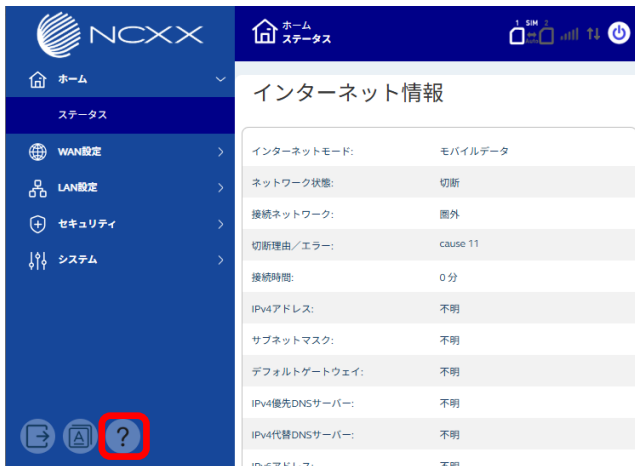 NCXX
ホーム
ステータス
1 SIM 2
ホーム
ステータス
WAN設定
LAN設定
セキュリティ
システム
A
?
インターネット情報
インターネットモード: モバイルデータ
ネットワーク状態: 切断
接続ネットワーク: 圏外
切断理由／エラー: cause 11
接続時間: 0 分
IPv4アドレス: 不明
サブネットマスク: 不明
デフォルトゲートウェイ: 不明
IPv4優先DNSサーバー: 不明
IPv4代替DNSサーバー: 不明